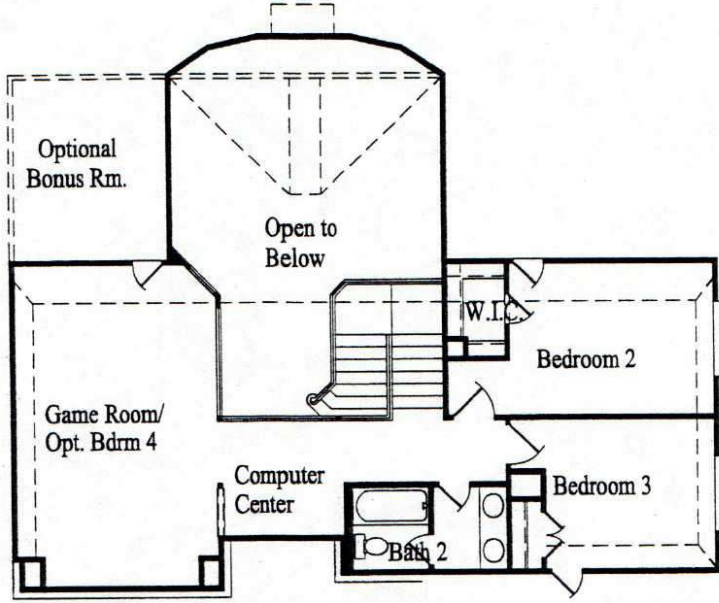 Optional
Bonus Rm.
Open to
Below
W.I.C.
Bedroom 2
Game Room/
Opt. Bdrm 4
Computer
Center
Bedroom 3
Bath 2